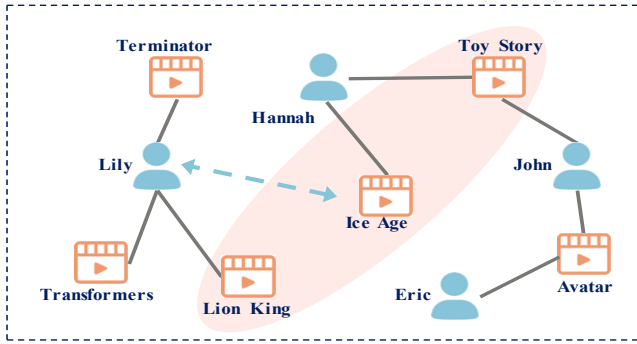 Terminator
Toy Story
Hannah
Lily
John
Ice Age
Transformers
Lion King
Eric
Avatar